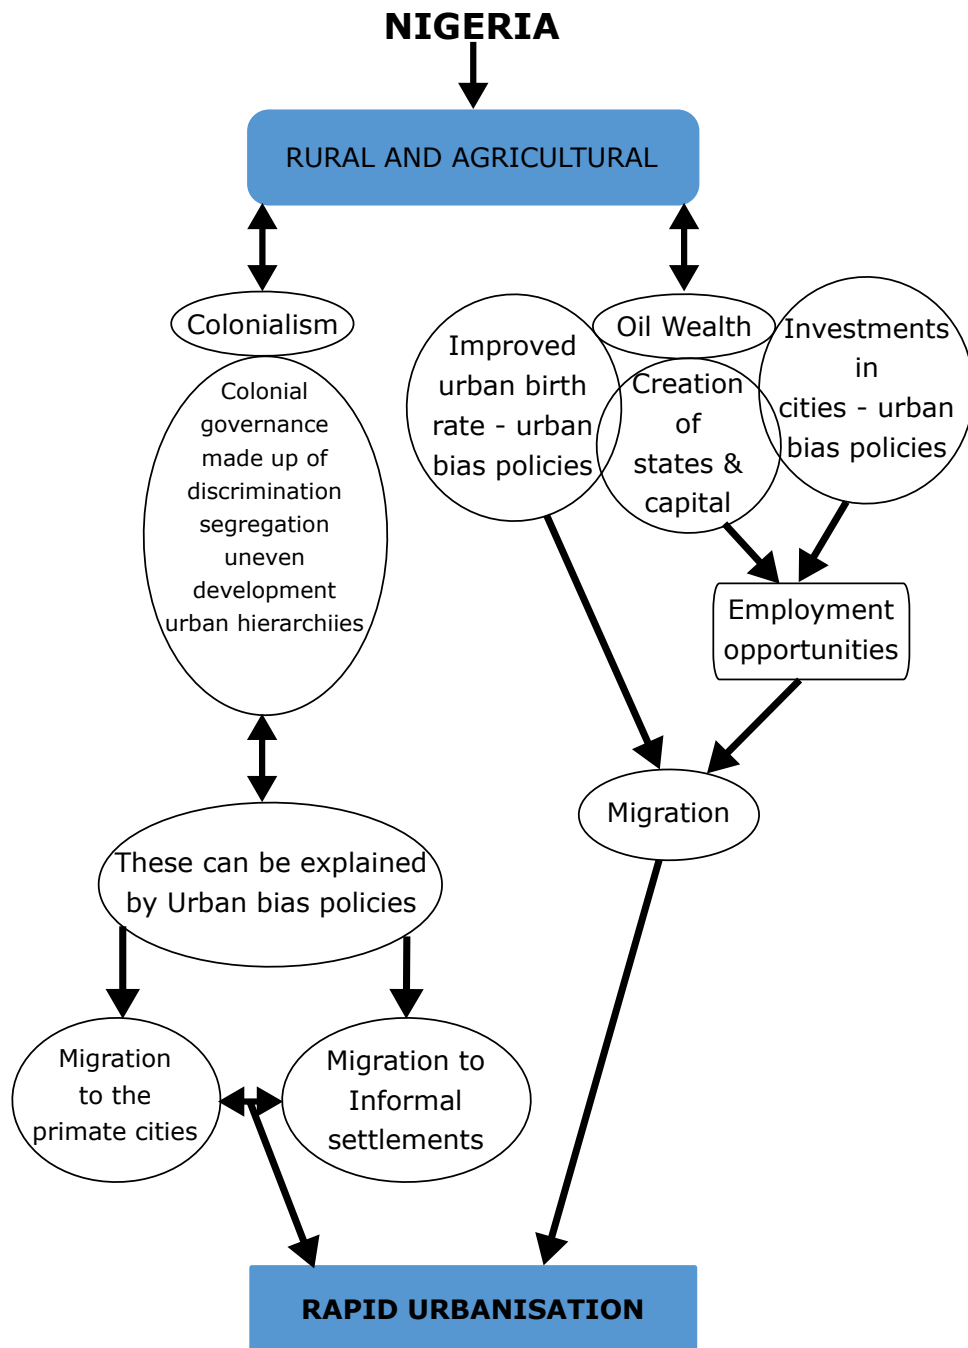 NIGERIA
RURAL AND AGRICULTURAL
Colonialism
Colonial
governance
made up of
discrimination
segregation
uneven
development
urban hierarchiies
These can be explained
by Urban bias policies
Migration
to the
primate cities
Migration to
Informal
settlements
Oil Wealth
Improved
urban birth
rate - urban
bias policies
Creation
of
states &
capital
Investments
in
cities - urban
bias policies
Employment
opportunities
Migration
RAPID URBANISATION